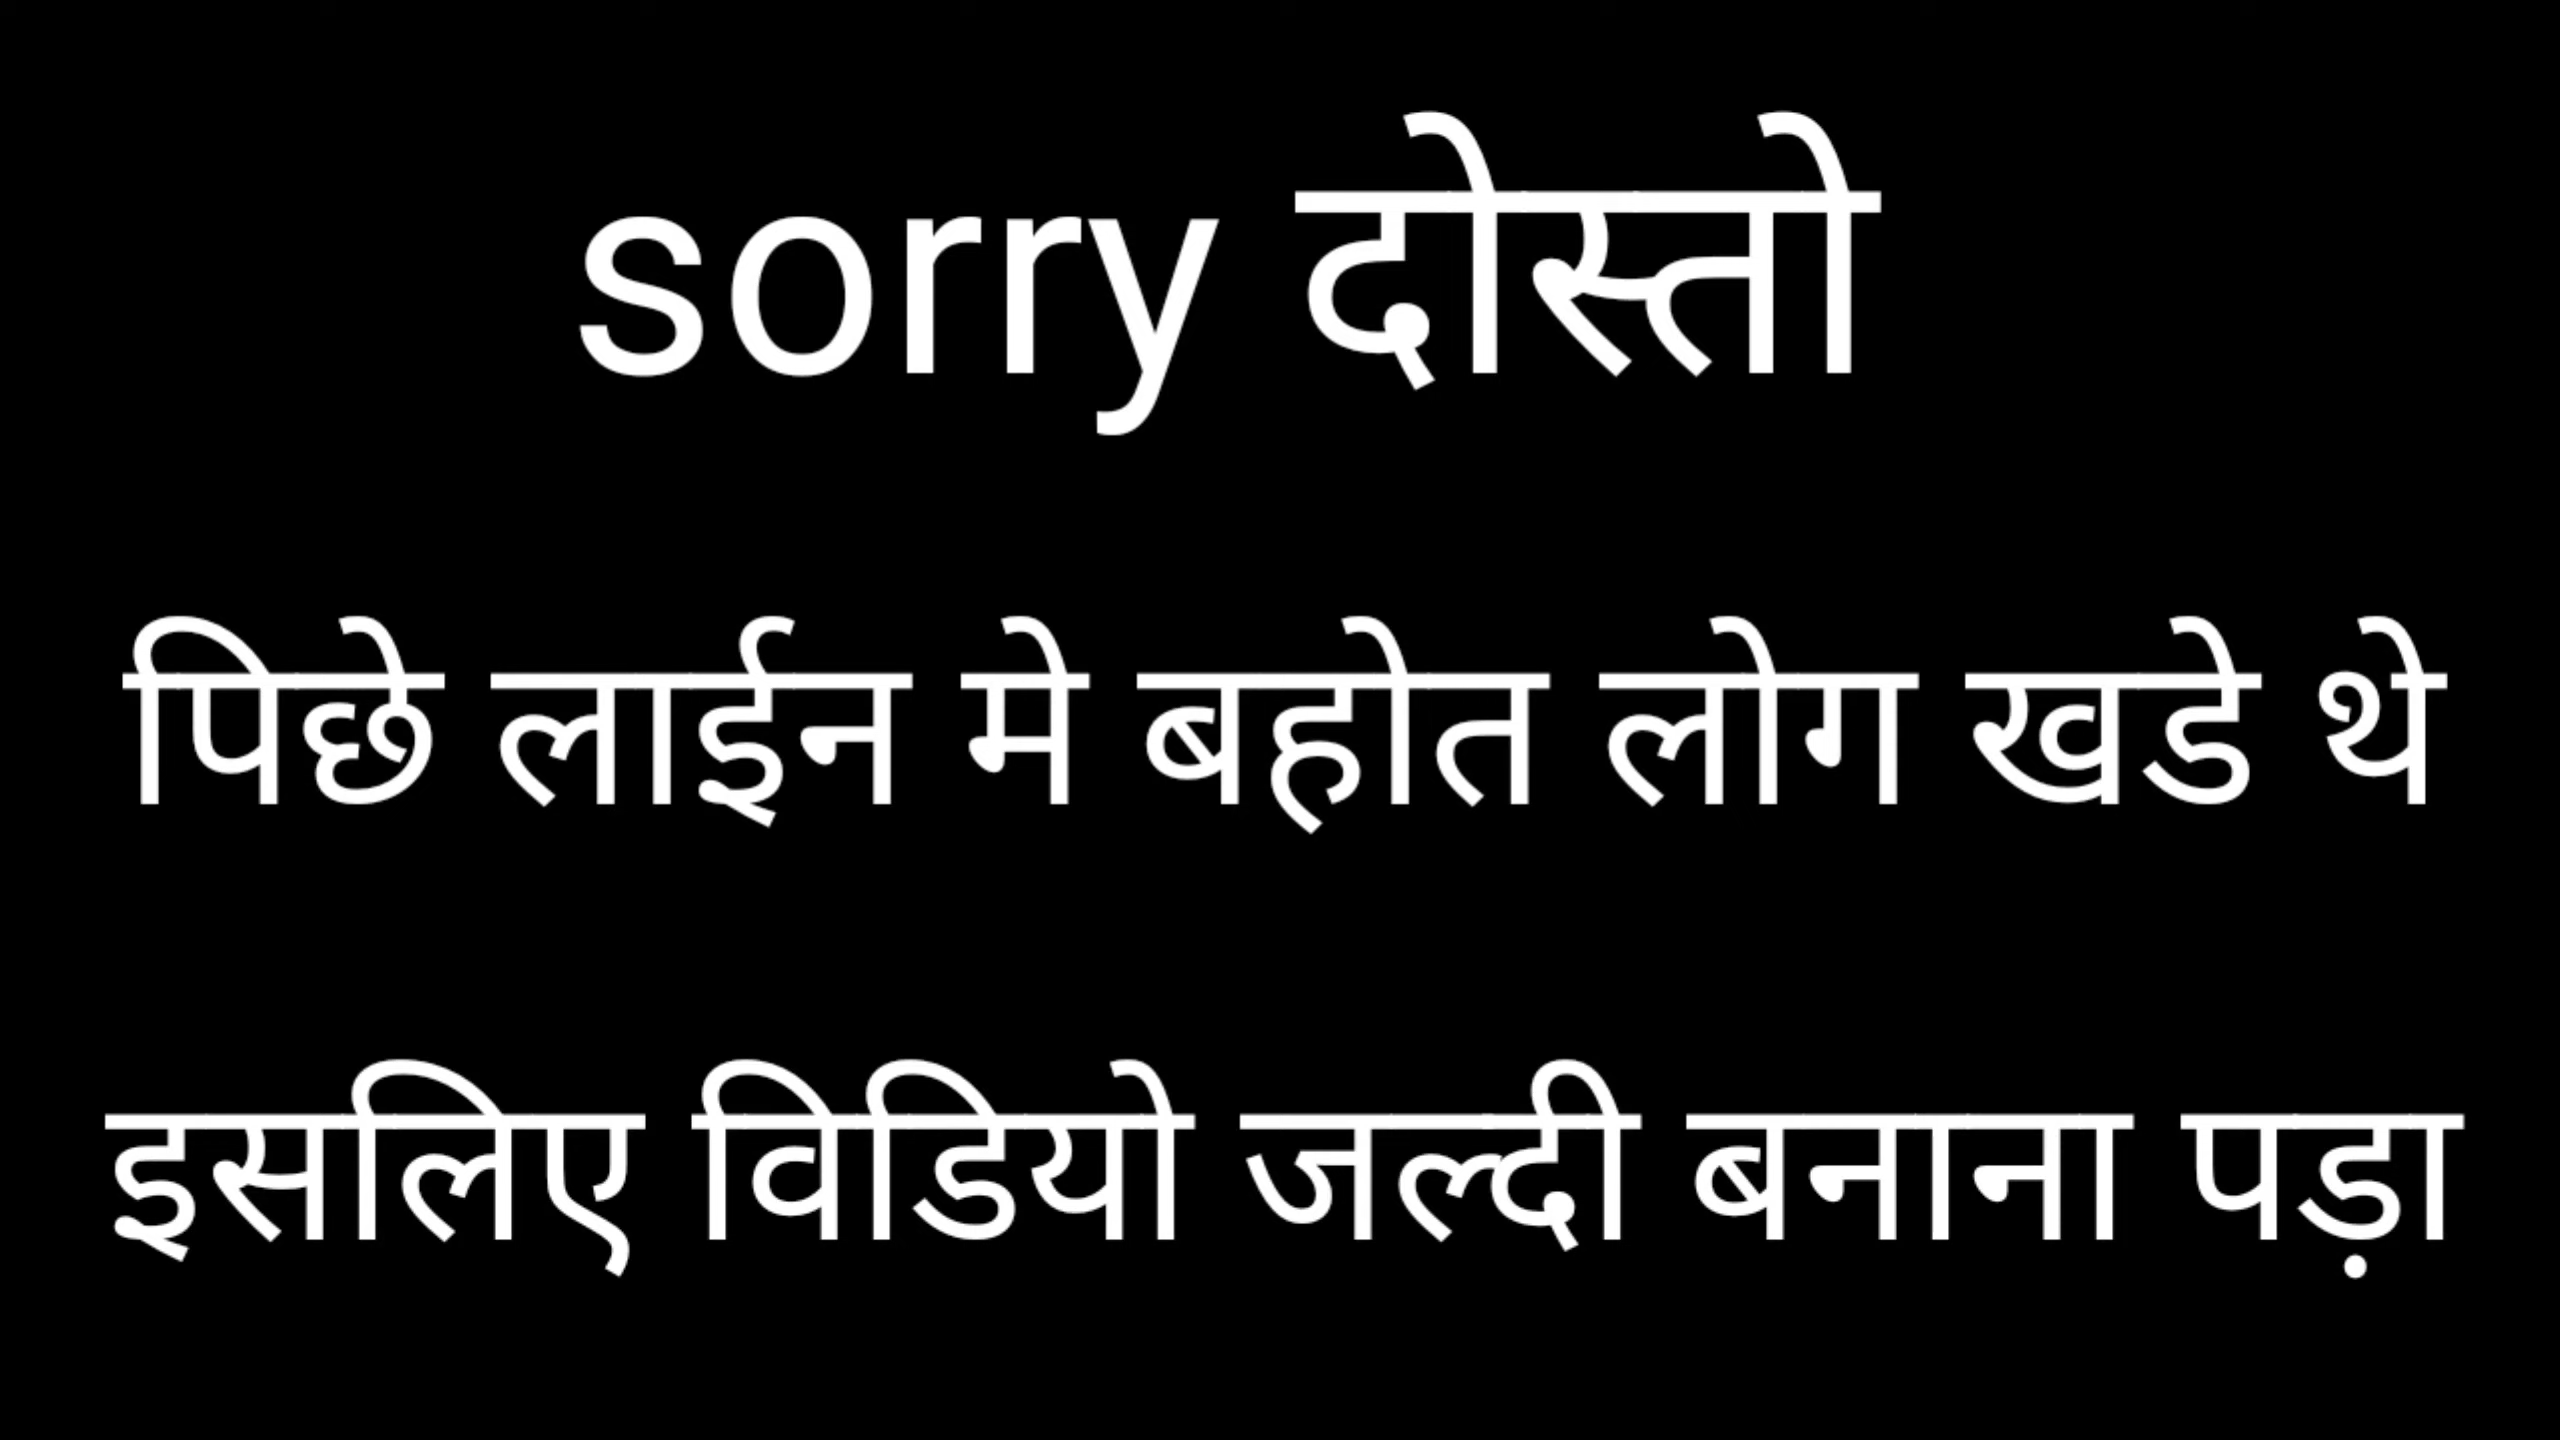 sorry दोस्तो
पिछे लाईन मे बहोत लोग खडे थे
इसलिए विडियो जल्दी बनाना पड़ा